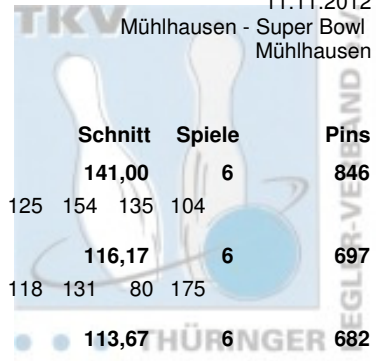 11.11.2012
TKV
Mühlhausen - Super Bowl
Mühlhausen
Schnitt Spiele Pins
141,00 6 846
125 154 135 104
116,17 6 697
118 131 80 175
113,67 6 682
THÜRINGER